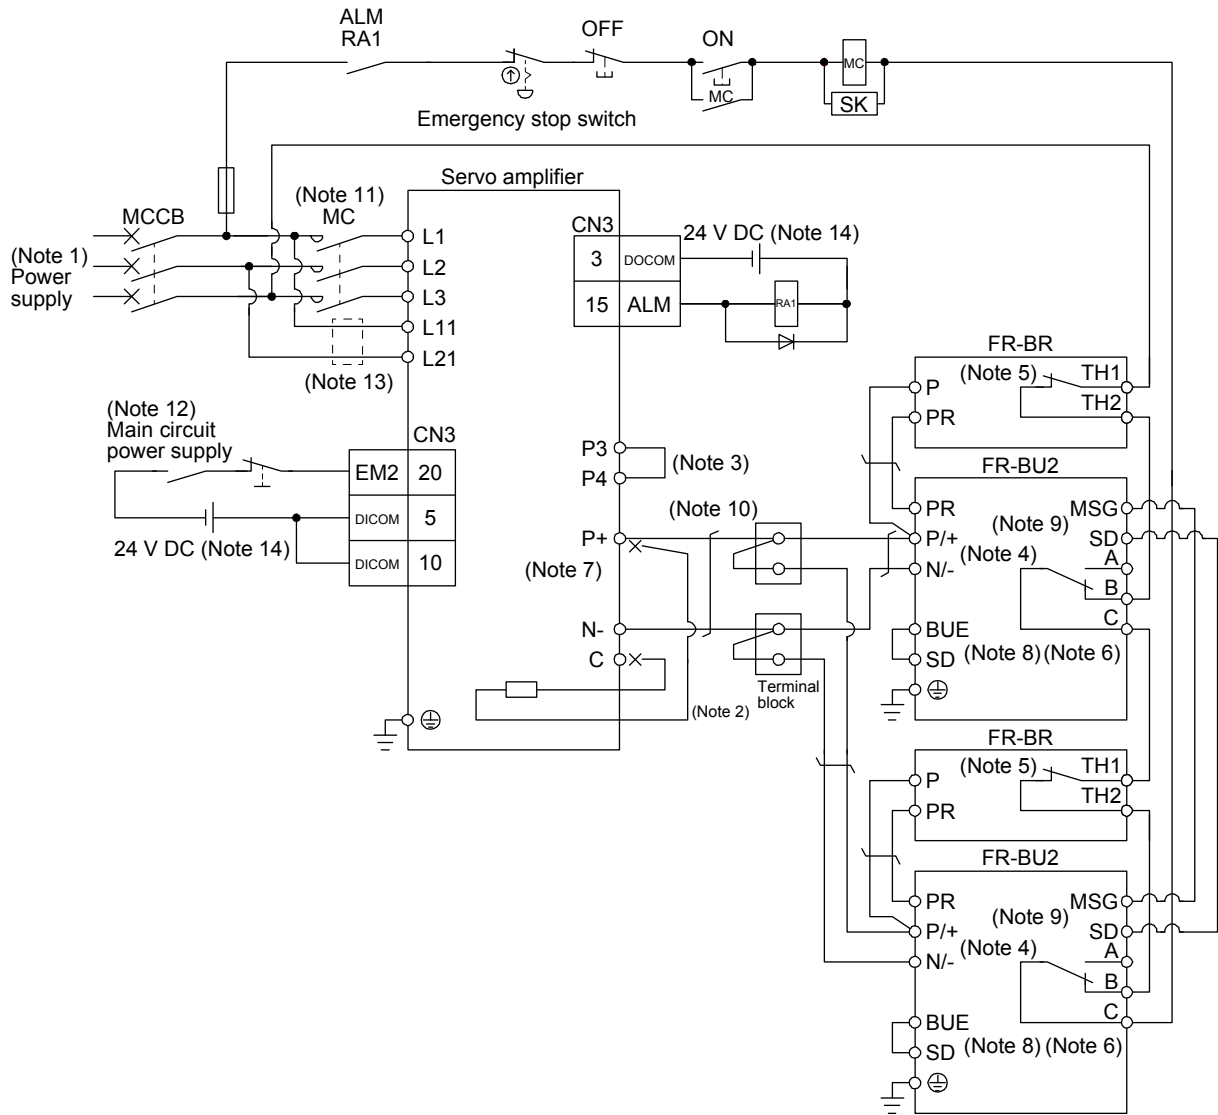 ALM
RA1
OFF
ON
MC
MC
SK
Emergency stop switch
Servo amplifier
(Note 11)
MCCB
MC
(Note 1)
Power
supply
L1
L2
L3
L11
L21
(Note 13)
CN3
24 V DC (Note 14)
3
DOCOM
15
ALM
RA1
(Note 12)
Main circuit
power supply
CN3
EM2
20
DICOM
5
DICOM
10
24 V DC (Note 14)
P3
P4
(Note 3)
P+
(Note 10)
(Note 7)
N-
C
(Note 2)
Terminal
block
FR-BR
P
(Note 5)
TH1
TH2
PR
FR-BU2
PR
MSG
(Note 9)
P/+
SD
(Note 4)
A
N/-
B
C
BUE
SD
(Note 8) (Note 6)
FR-BR
P
(Note 5)
TH1
TH2
PR
FR-BU2
PR
MSG
(Note 9)
P/+
SD
(Note 4)
A
N/-
B
C
BUE
SD
(Note 8) (Note 6)